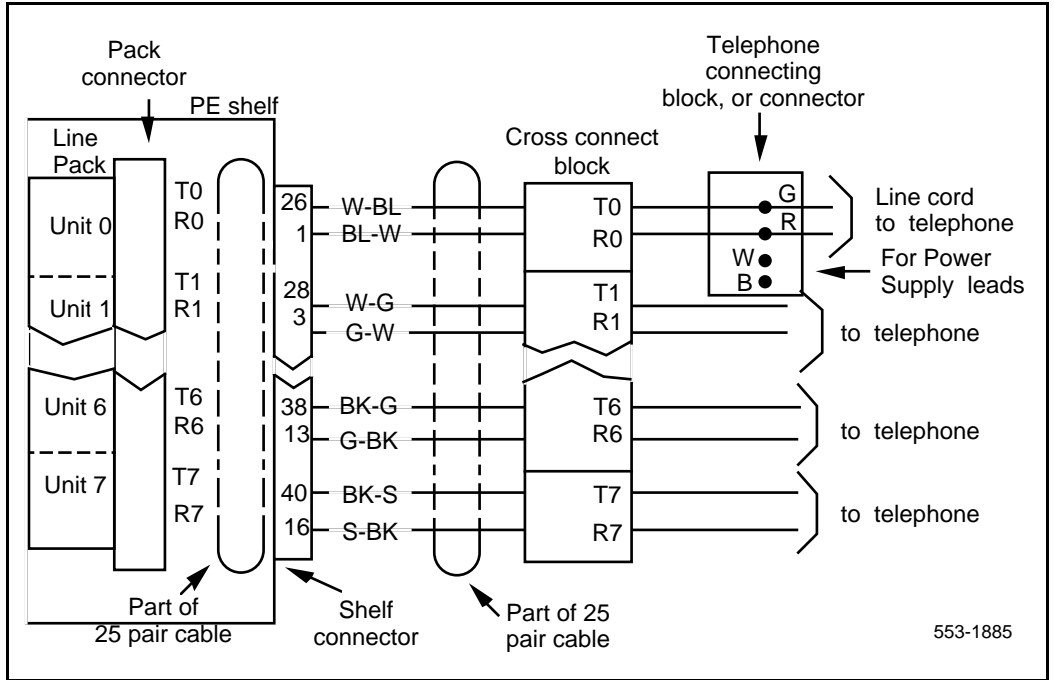 Pack
connector
PE shelf
Line
Pack
Telephone
connecting
block, or connector
Cross connect
block
Unit 0
T0
R0
26
W-BL
1
BL-W
T0
R0
G
R
W
B
Line cord
to telephone
For Power
Supply leads
Unit 1
T1
R1
28
W-G
3
G-W
T1
R1
to telephone
Unit 6
T6
R6
38
BK-G
13
G-BK
T6
R6
to telephone
Unit 7
T7
R7
40
BK-S
16
S-BK
T7
R7
to telephone
Part of
25 pair cable
Shelf
connector
Part of 25
pair cable
553-1885